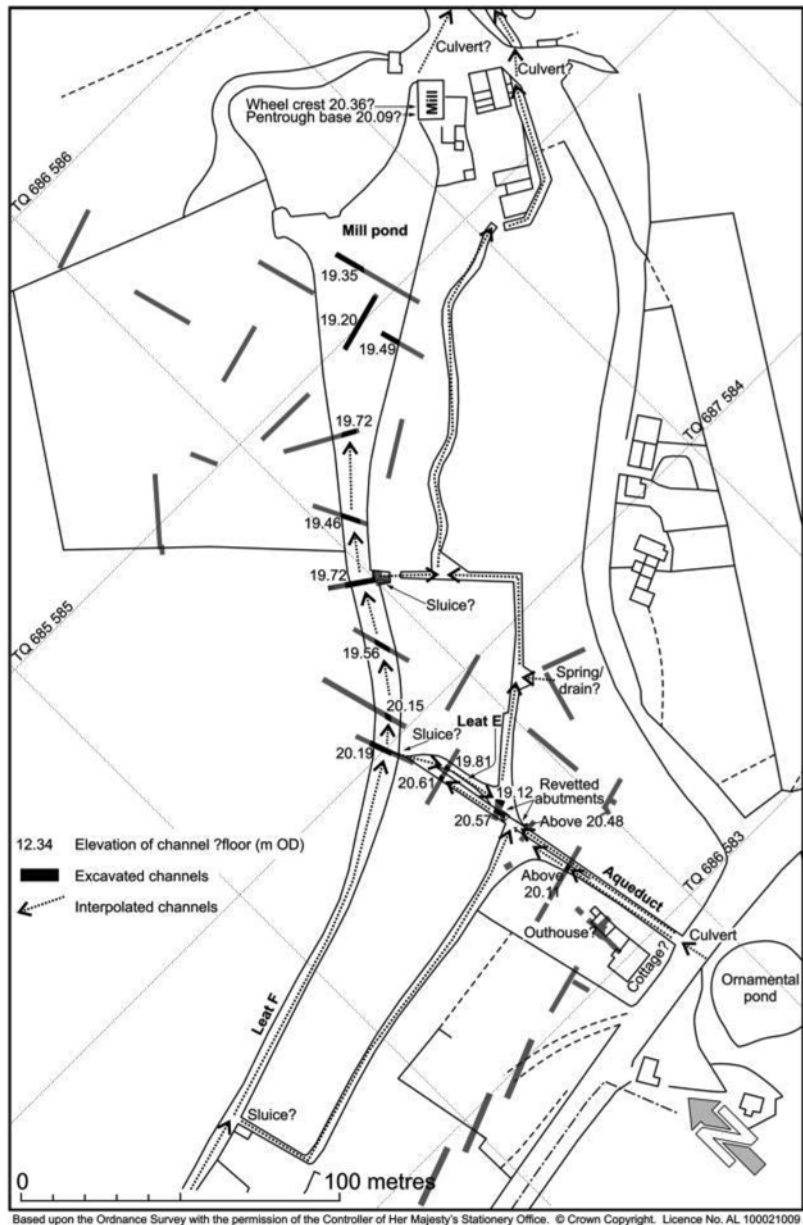 Culvert?
Culvert?
Wheel crest 20.36?
Pentrough base 20.09?
Mill
TQ 686 586
Mill pond
19.35
19.20
19.49
TQ 687 584
19.72
19.46
19.72
Sluice?
TQ 685 585
19.56
Spring/
drain?
20.15
Leat E
Sluice?
20.19
19.81
20.61
19.12
Revetted
abutments
20.57
Above 20.48
TQ 686 583
12.34 Elevation of channel ?floor (m OD)
Excavated channels
Interpolated channels
Above
20.11
Aqueduct
Outhouse?
Culvert
Cottage?
Ornamental
pond
Leat F
Sluice?
N
0 100 metres
Based upon the Ordnance Survey with the permission of the Controller of Her Majesty's Stationery Office. © Crown Copyright. Licence No. AL 100021009